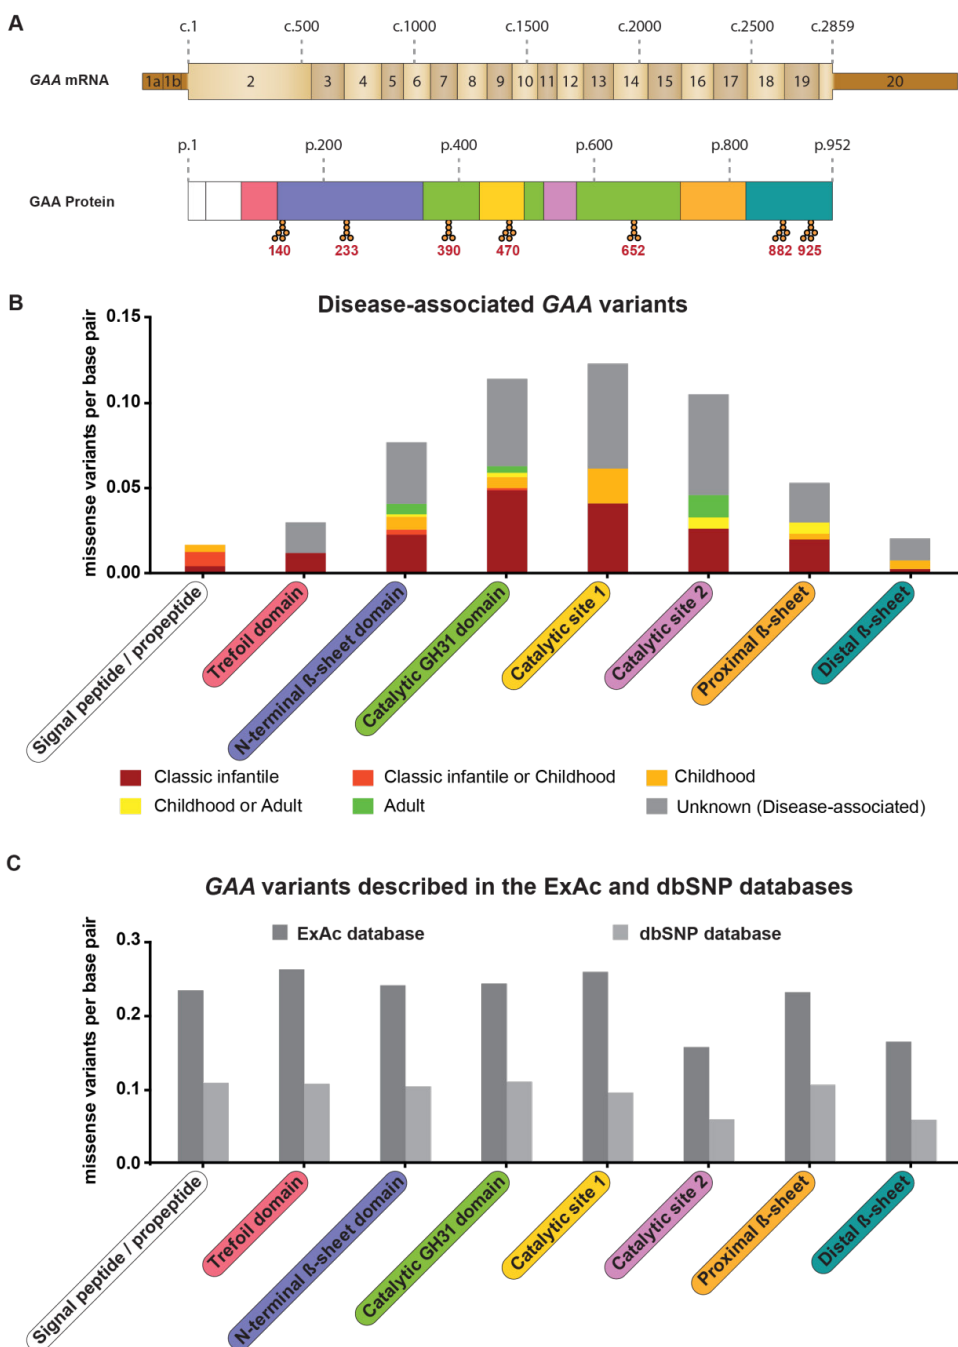 A
c.1 c.500 c.1000 c.1500 c.2000 c.2500 c.2859
GAA mRNA 1a 1b 2 3 4 5 6 7 8 9 10 11 12 13 14 15 16 17 18 19 20
p.1 p.200 p.400 p.600 p.800 p.952
GAA Protein
140 233 390 470 652 882 925
B
Disease-associated GAA variants
missense variants per base pair
0.15
0.10
0.05
0.00
Signal peptide / propeptide
Trefoil domain
N-terminal ß-sheet domain
Catalytic GH31 domain
Catalytic site 1
Catalytic site 2
Proximal ß-sheet
Distal ß-sheet
Classic infantile Classic infantile or Childhood Childhood
Childhood or Adult Adult Unknown (Disease-associated)
C
GAA variants described in the ExAc and dbSNP databases
ExAc database dbSNP database
missense variants per base pair
0.3
0.2
0.1
0.0
Signal peptide / propeptide
Trefoil domain
N-terminal ß-sheet domain
Catalytic GH31 domain
Catalytic site 1
Catalytic site 2
Proximal ß-sheet
Distal ß-sheet